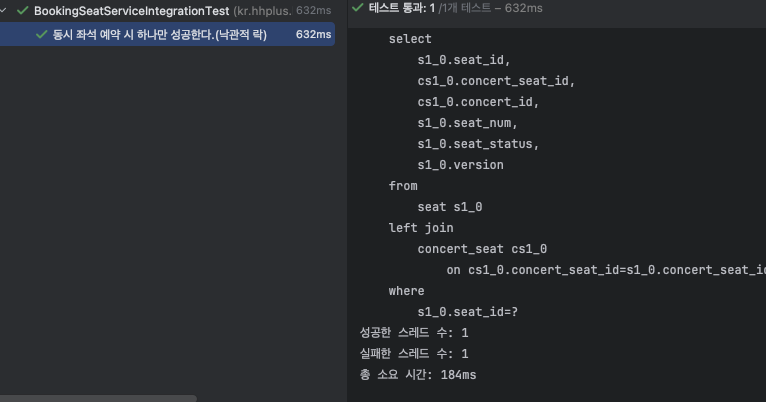 BookingSeatServiceIntegrationTest (kr.hhplus. 632ms
동시 좌석 예약 시 하나만 성공한다.(낙관적 락) 632ms
테스트 통과: 1 /1개 테스트 – 632ms
select
s1_0.seat_id,
cs1_0.concert_seat_id,
cs1_0.concert_id,
s1_0.seat_num,
s1_0.seat_status,
s1_0.version
from
seat s1_0
left join
concert_seat cs1_0
on cs1_0.concert_seat_id=s1_0.concert_seat_id
where
s1_0.seat_id=?
성공한 스레드 수: 1
실패한 스레드 수: 1
총 소요 시간: 184ms